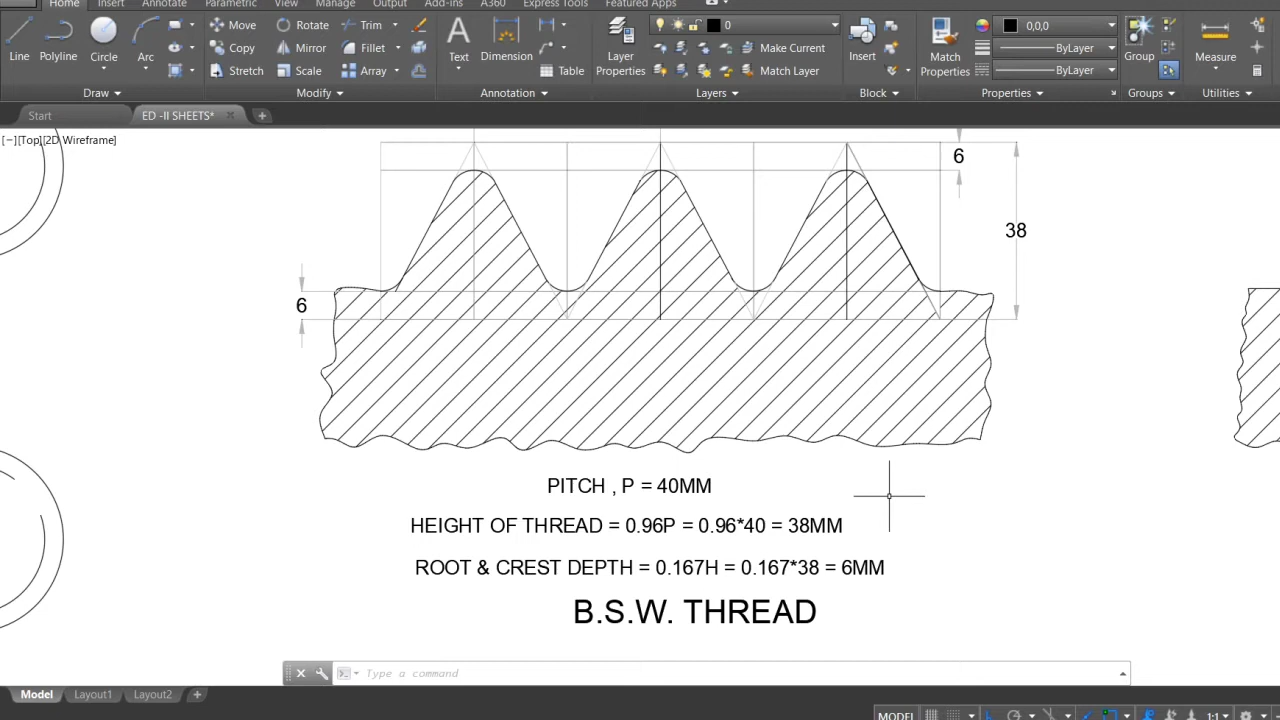 Home Insert Annotate Parametric View Manage Output Add-ins A360 Express Tools Featured Apps
Line Polyline Circle Arc
Move Rotate Trim
Copy Mirror Fillet
Stretch Scale Array
Text Dimension Table
Layer Properties
0
Make Current
Match Layer
Insert
Match Properties
0,0,0
ByLayer
ByLayer
Group
Measure
Draw Modify Annotation Layers Block Properties Groups Utilities
Start ED -II SHEETS*
[−][Top][2D Wireframe]
6
38
6
PITCH , P = 40MM
HEIGHT OF THREAD = 0.96P = 0.96*40 = 38MM
ROOT & CREST DEPTH = 0.167H = 0.167*38 = 6MM
B.S.W. THREAD
Type a command
Model Layout1 Layout2
MODEL 1:1